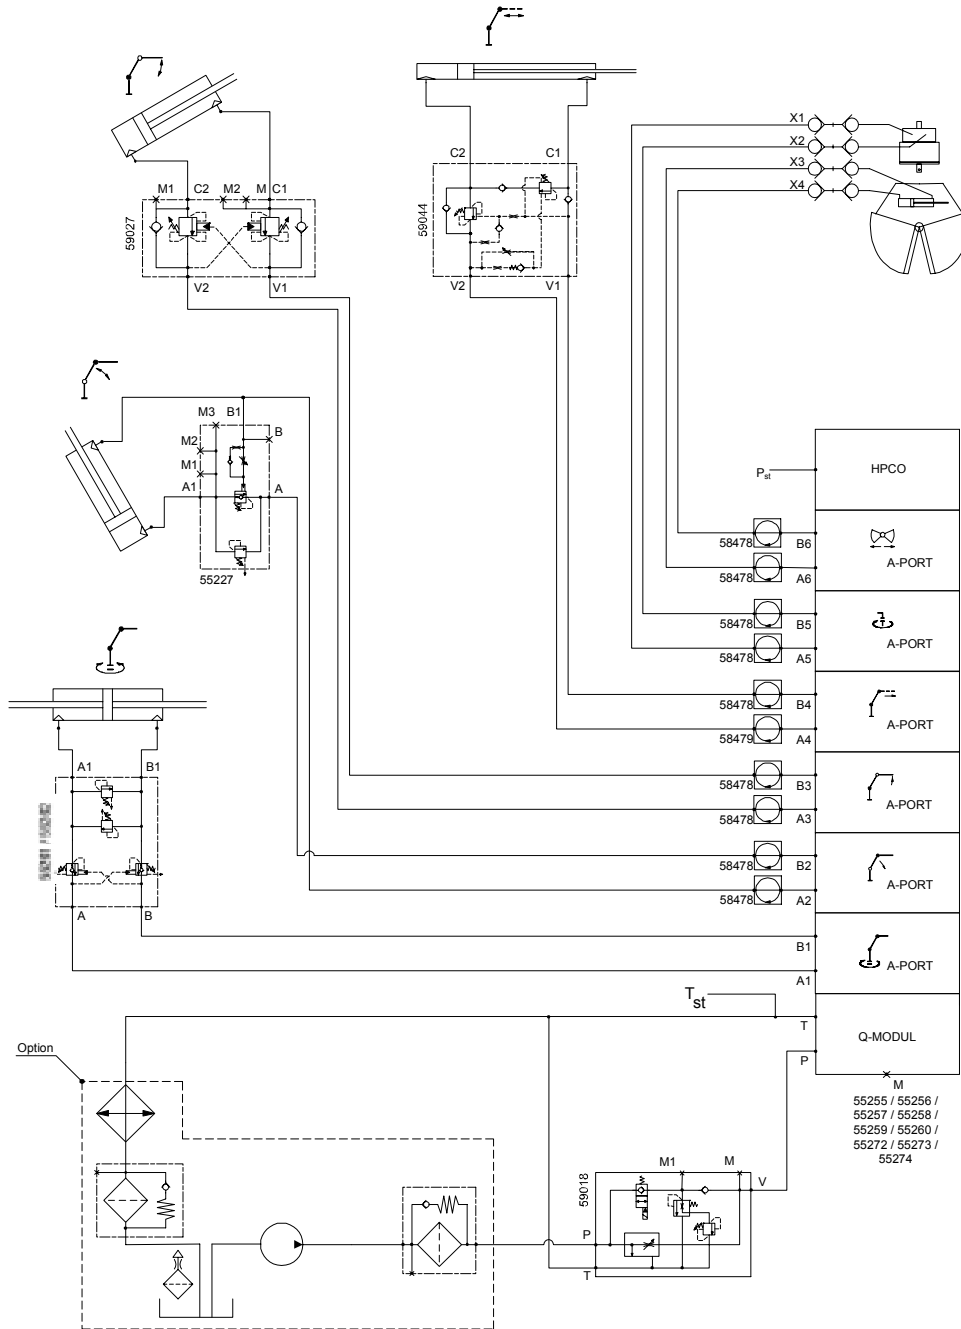 X1
X2
X3
X4
C2 C1
M1 C2 M2 M C1
59027
59044
V2 V1
V2 V1
M3 B1
B
M2
M1
A1 A
55227
HPCO
Pst
58478 B6
A-PORT
58478 A6
58478 B5
A-PORT
58478 A5
58478 B4
A-PORT
58479 A4
58478 B3
A-PORT
58478 A3
58478 B2
A-PORT
58478 A2
A1 B1
A B
B1
A-PORT
A1
Tst
T
Q-MODUL
P
M
55255 / 55256 /
55257 / 55258 /
55259 / 55260 /
55272 / 55273 /
55274
Option
59018
M1 M
V
P
T